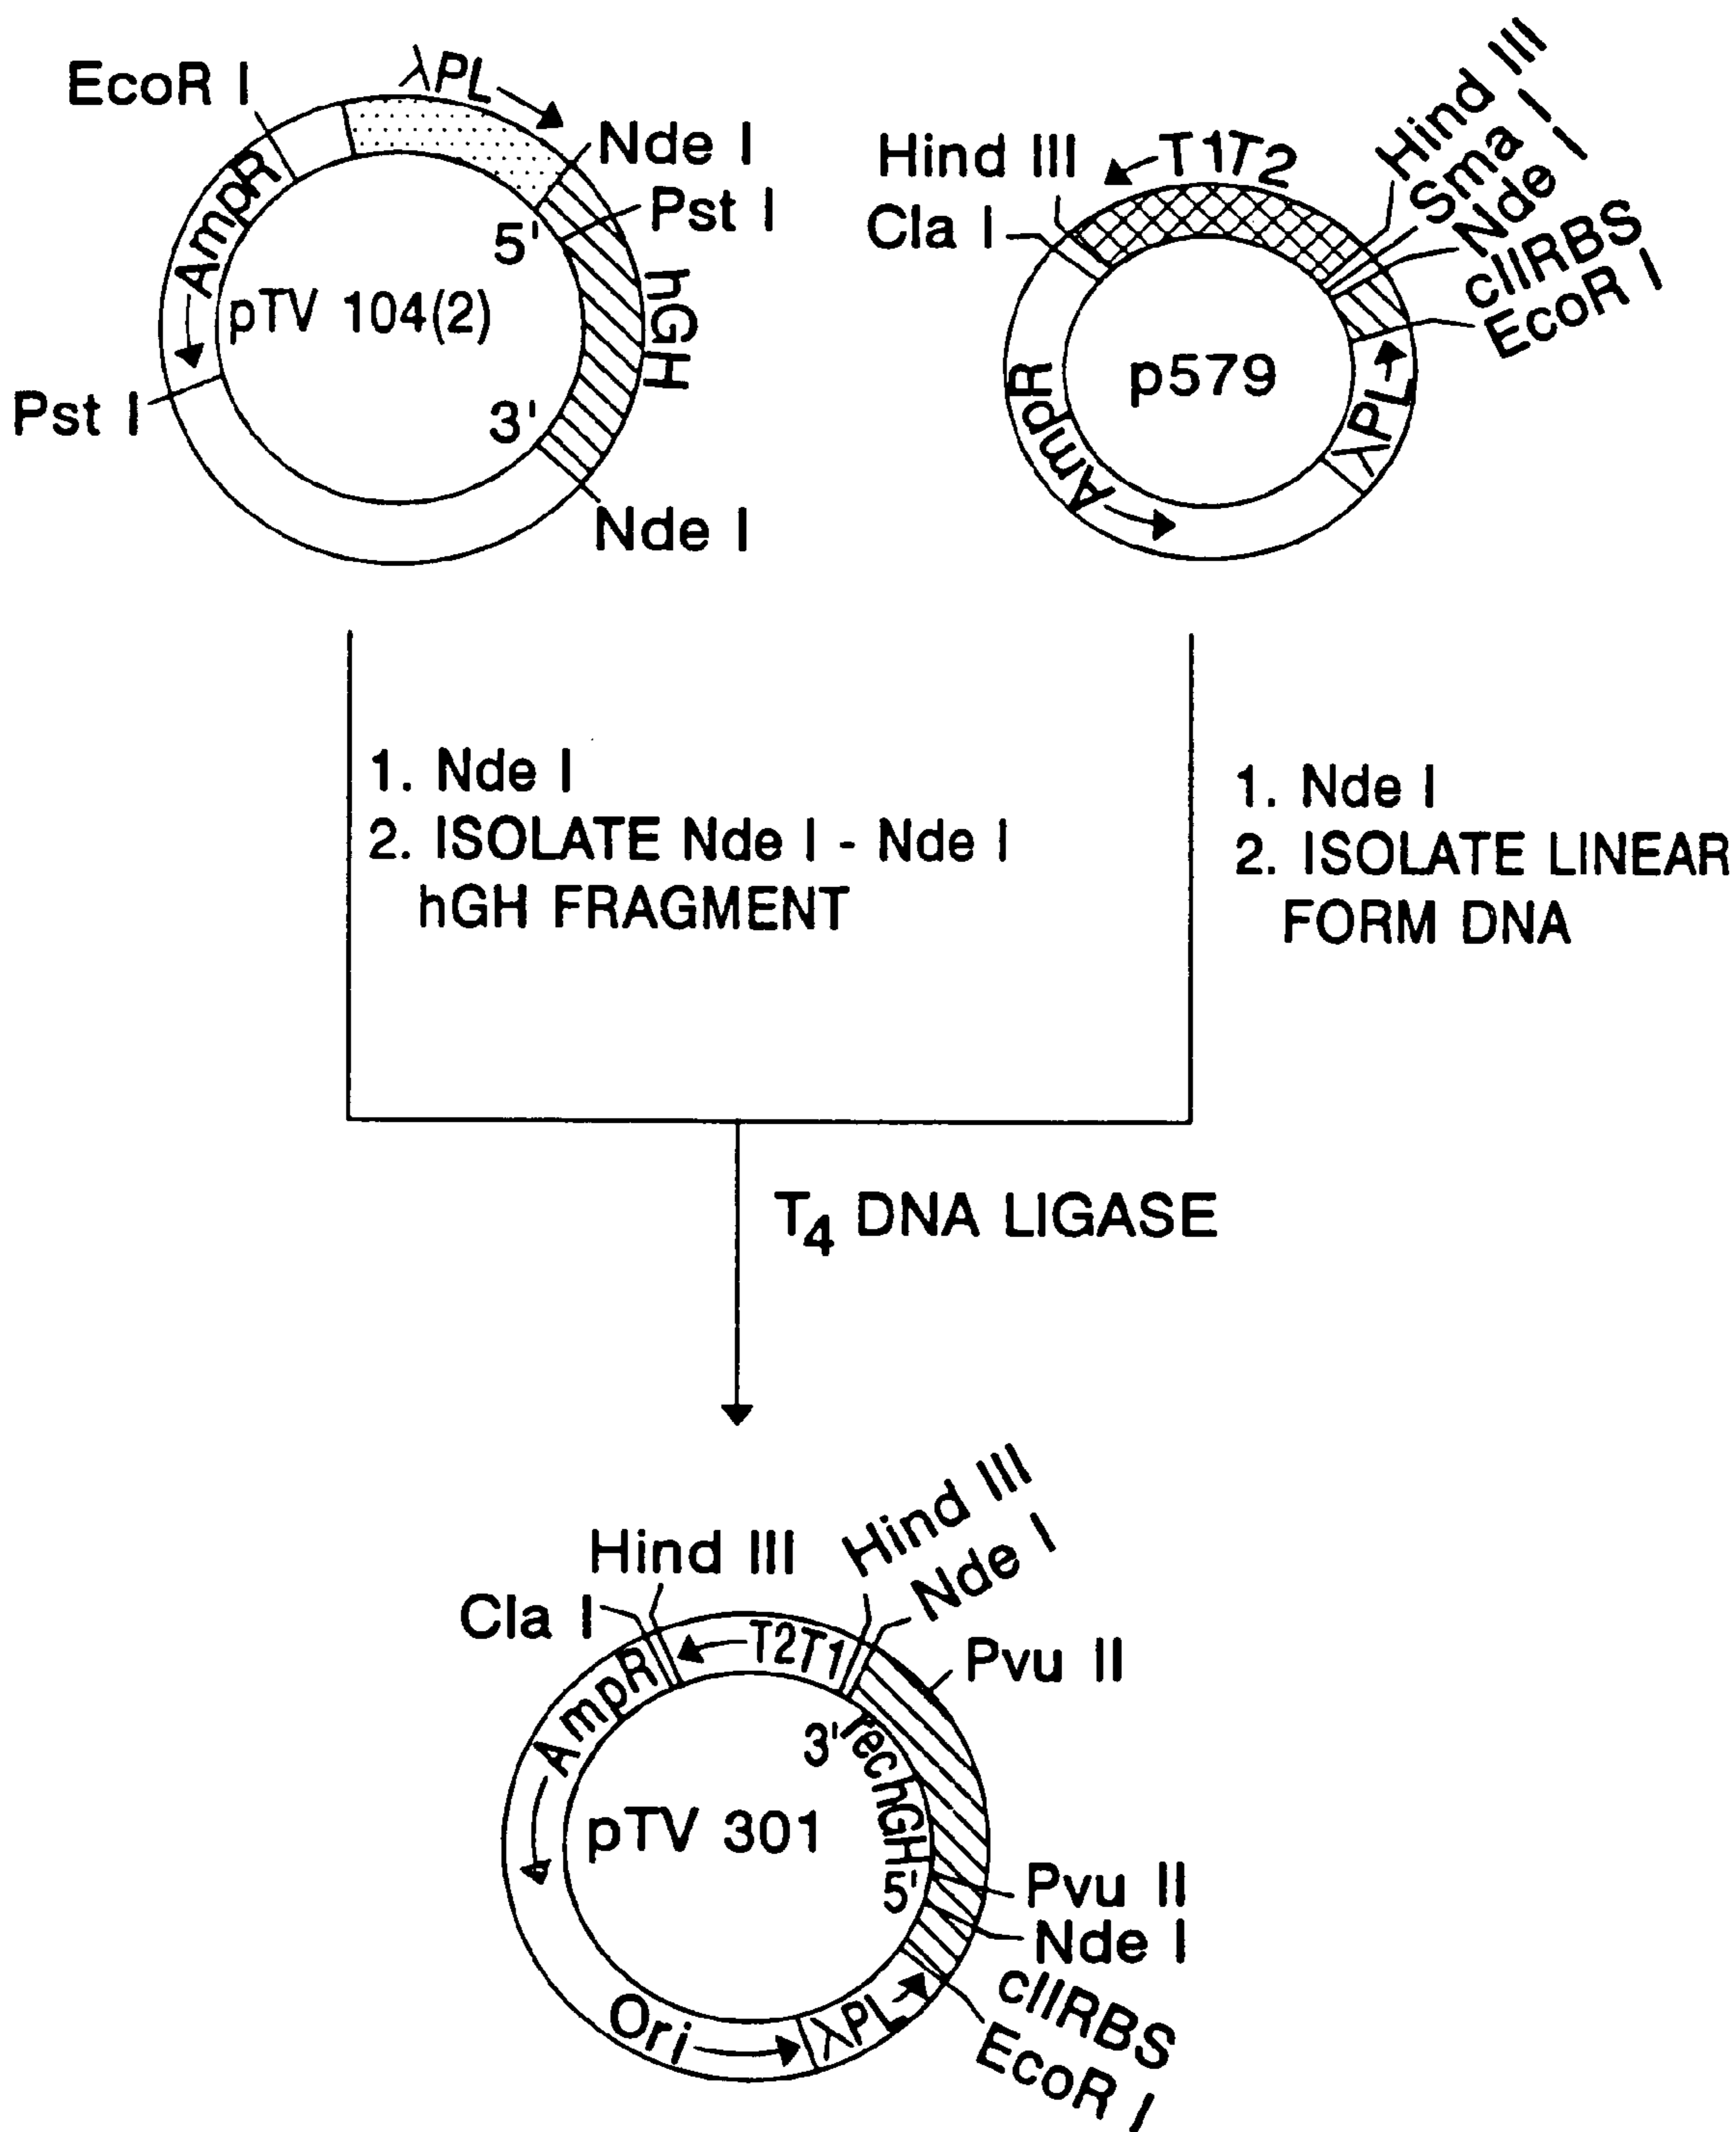 EcoR I
λPL
Nde I
Pst I
AmpR
5'
hGH
pTV 104(2)
3'
Pst I
Nde I
Hind III
T1T2
Cla I
Hind III
Sma I
Nde I
cIIRBS
EcoR I
p579
AmpR
λPL
1. Nde I
2. ISOLATE Nde I - Nde I
hGH FRAGMENT
1. Nde I
2. ISOLATE LINEAR
FORM DNA
T4 DNA LIGASE
Hind III
Hind III
Nde I
Cla I
T2T1
Pvu II
AmpR
3'
rechGH
pTV 301
5'
Pvu II
Nde I
cIIRBS
EcoR I
Ori
λPL